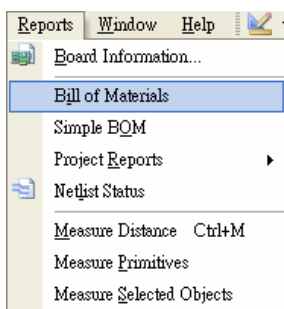 Reports Window Help
Board Information...
Bill of Materials
Simple BOM
Project Reports
Netlist Status
Measure Distance Ctrl+M
Measure Primitives
Measure Selected Objects